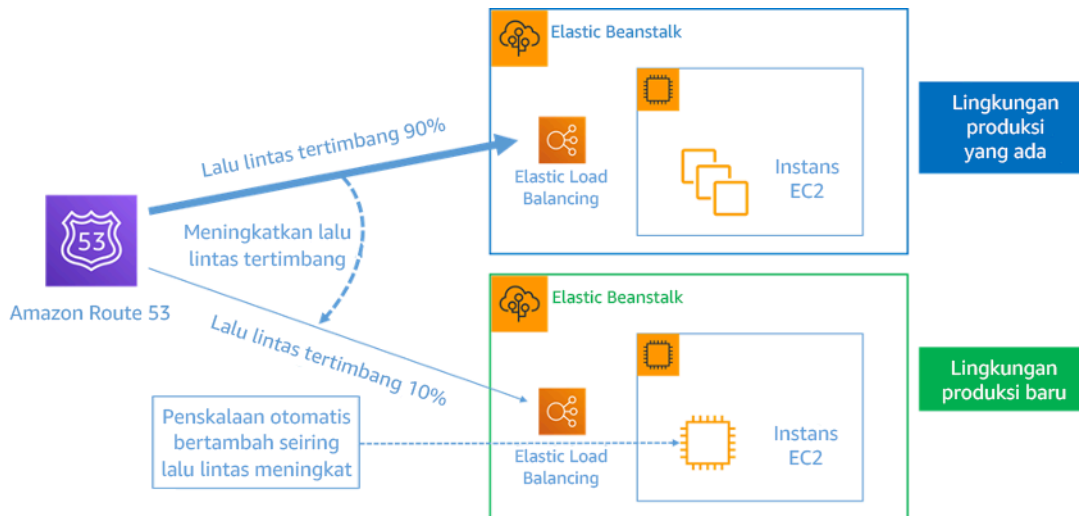 Elastic Beanstalk
Lalu lintas tertimbang 90%
Elastic Load
Balancing
Instans
EC2
Lingkungan
produksi
yang ada
53
Amazon Route 53
Meningkatkan lalu
lintas tertimbang
Lalu lintas tertimbang 10%
Elastic Beanstalk
Penskalaan otomatis
bertambah seiring
lalu lintas meningkat
Elastic Load
Balancing
Instans
EC2
Lingkungan
produksi baru